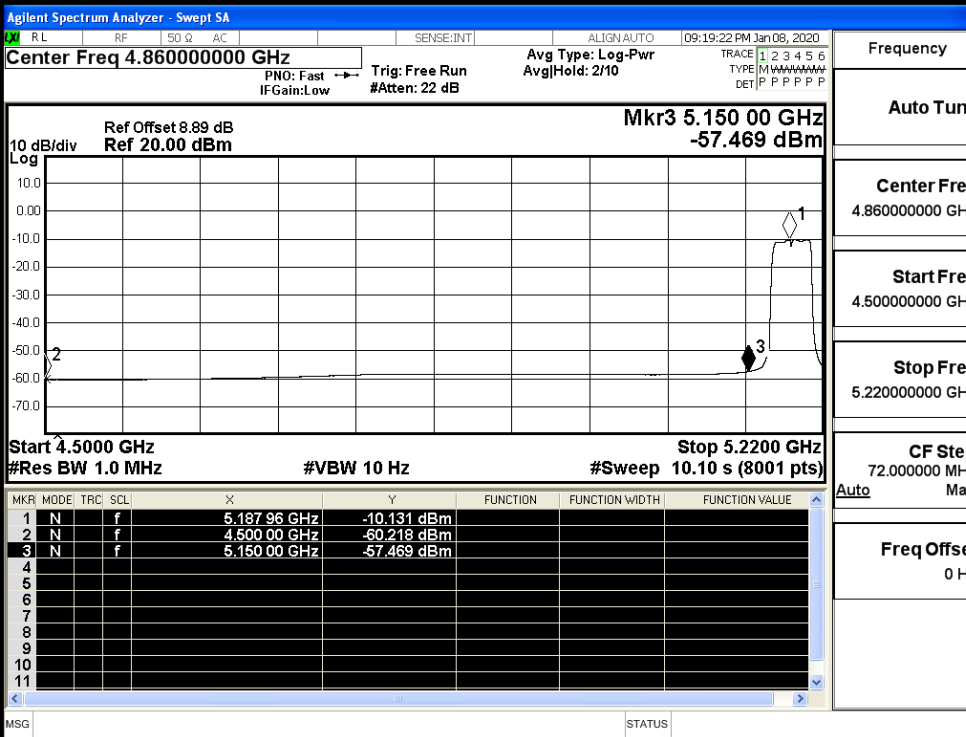 Agilent Spectrum Analyzer - Swept SA
LXI RL RF 50 Ω AC SENSE:INT ALIGN AUTO 09:19:22 PM Jan 08, 2020
Center Freq 4.860000000 GHz
PNO: Fast
IFGain:Low
Trig: Free Run
#Atten: 22 dB
Avg Type: Log-Pwr
Avg|Hold: 2/10
TRACE 1 2 3 4 5 6
TYPE M WWWWW
DET P P P P P P
Ref Offset 8.89 dB
Ref 20.00 dBm
10 dB/div
Log
Mkr3 5.150 00 GHz
-57.469 dBm
10.0
0.00
-10.0
-20.0
-30.0
-40.0
-50.0
-60.0
-70.0
1
2
3
Start 4.5000 GHz
Stop 5.2200 GHz
#Res BW 1.0 MHz
#VBW 10 Hz
#Sweep 10.10 s (8001 pts)
MKR MODE TRC SCL X Y FUNCTION FUNCTION WIDTH FUNCTION VALUE
1 N f 5.187 96 GHz -10.131 dBm
2 N f 4.500 00 GHz -60.218 dBm
3 N f 5.150 00 GHz -57.469 dBm
4
5
6
7
8
9
10
11
MSG
STATUS
Frequency
Auto Tun
Center Fre
4.860000000 GH
Start Fre
4.500000000 GH
Stop Fre
5.220000000 GH
CF Ste
72.000000 MH
Auto Ma
Freq Offse
0 H